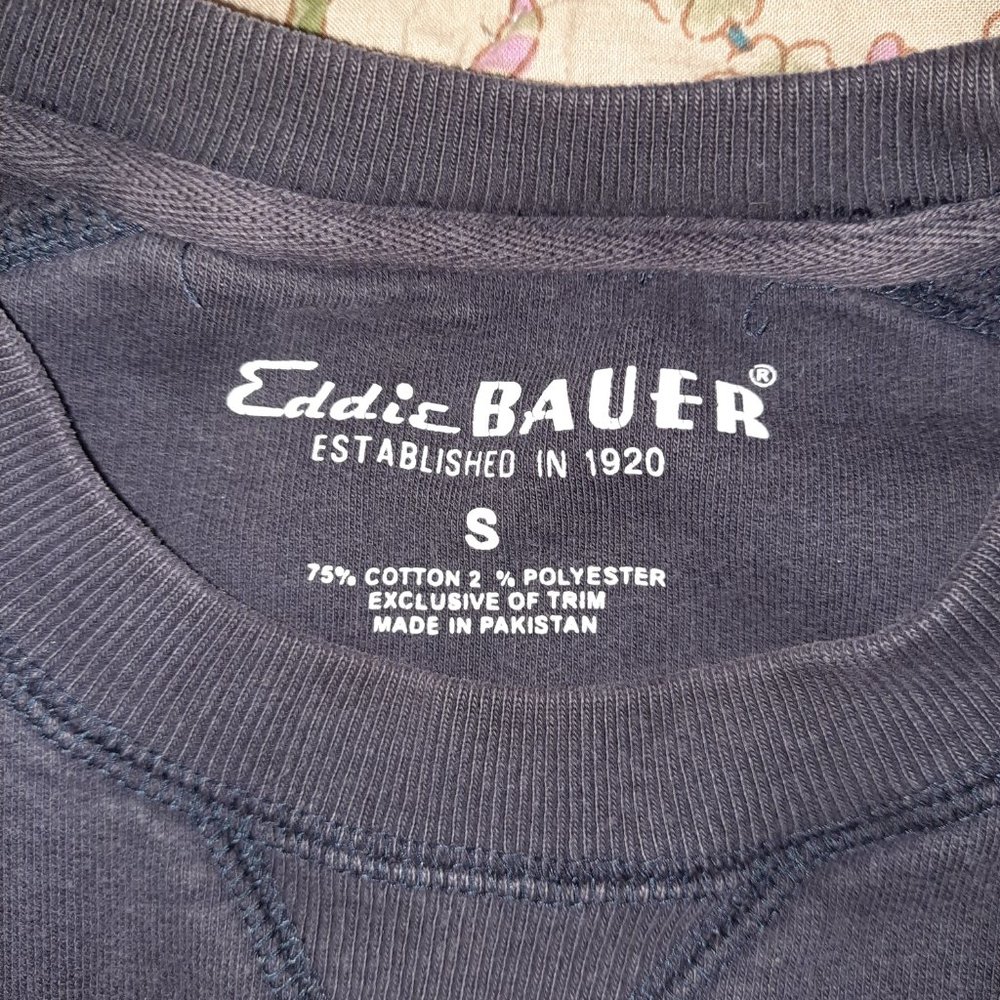 Eddie BAUER®
ESTABLISHED IN 1920
S
75% COTTON 2 % POLYESTER
EXCLUSIVE OF TRIM
MADE IN PAKISTAN